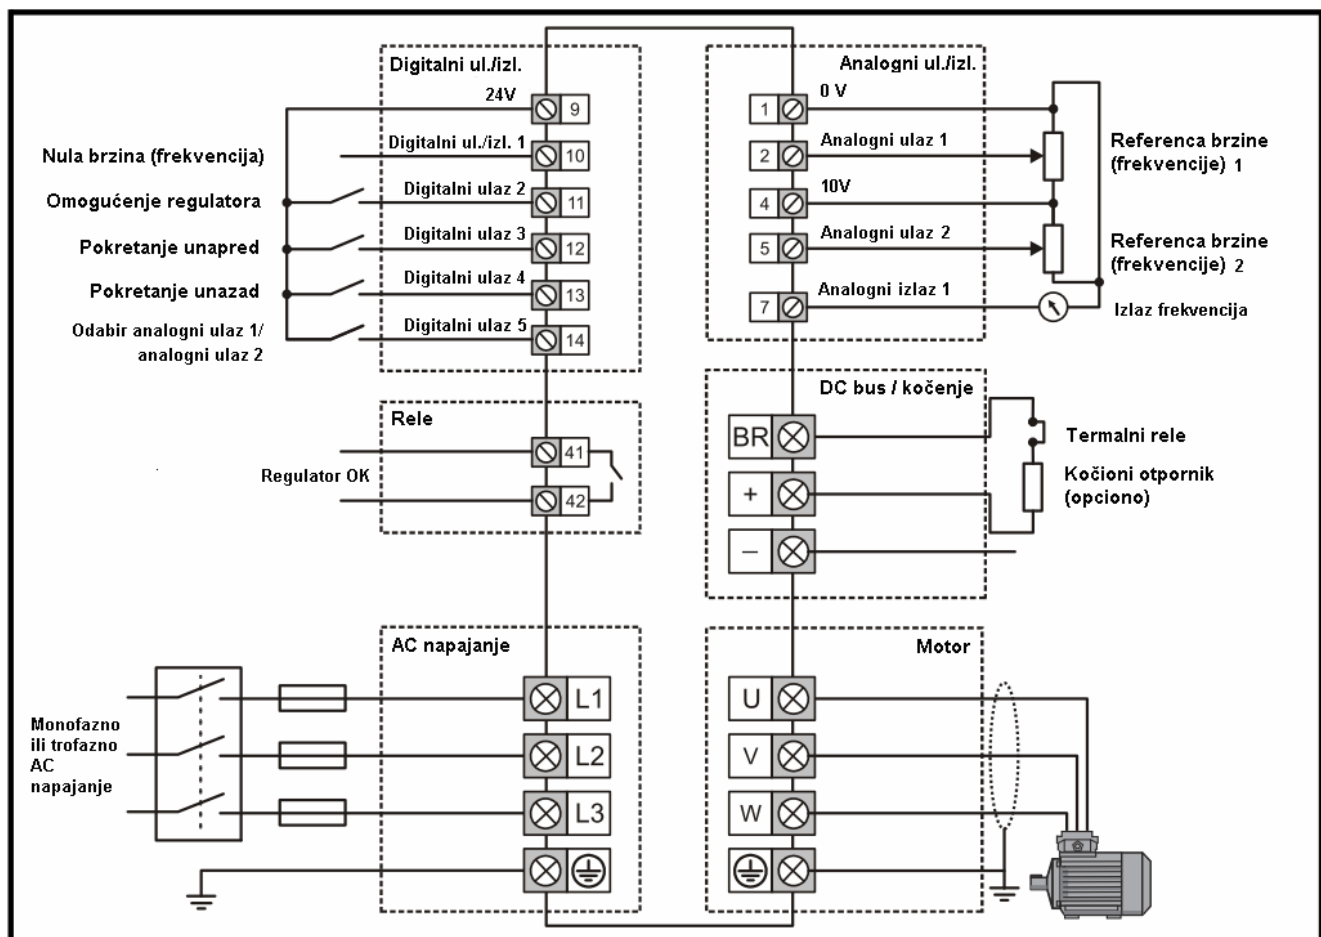 Digitalni ul./izl.
24V
9
Nula brzina (frekvencija)
Digitalni ul./izl. 1
10
Omogućenje regulatora
Digitalni ulaz 2
11
Pokretanje unapred
Digitalni ulaz 3
12
Pokretanje unazad
Digitalni ulaz 4
13
Odabir analogni ulaz 1/
analogni ulaz 2
Digitalni ulaz 5
14
Analogni ul./izl.
0 V
1
Analogni ulaz 1
2
Referenca brzine
(frekvencije) 1
10V
4
Analogni ulaz 2
5
Referenca brzine
(frekvencije) 2
Analogni izlaz 1
7
Izlaz frekvencija
Rele
41
Regulator OK
42
DC bus / kočenje
BR
Termalni rele
+
Kočioni otpornik
(opciono)
–
AC napajanje
L1
Monofazno
ili trofazno
AC
napajanje
L2
L3
Motor
U
V
W